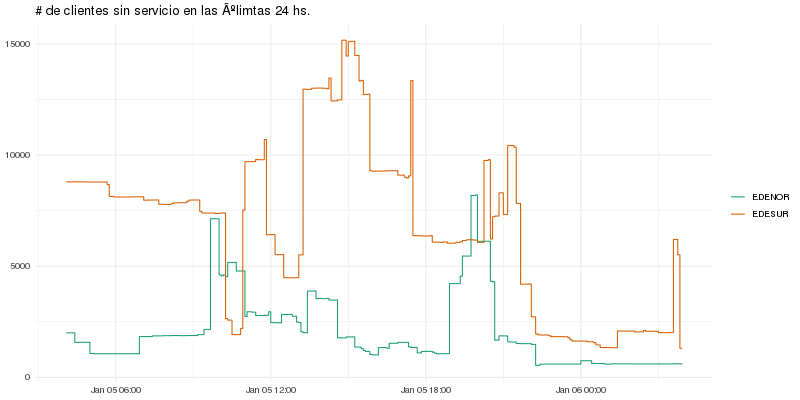 # de clientes sin servicio en las Ãºlimtas 24 hs.
15000
10000
5000
0
Jan 05 06:00
Jan 05 12:00
Jan 05 18:00
Jan 06 00:00
EDENOR
EDESUR